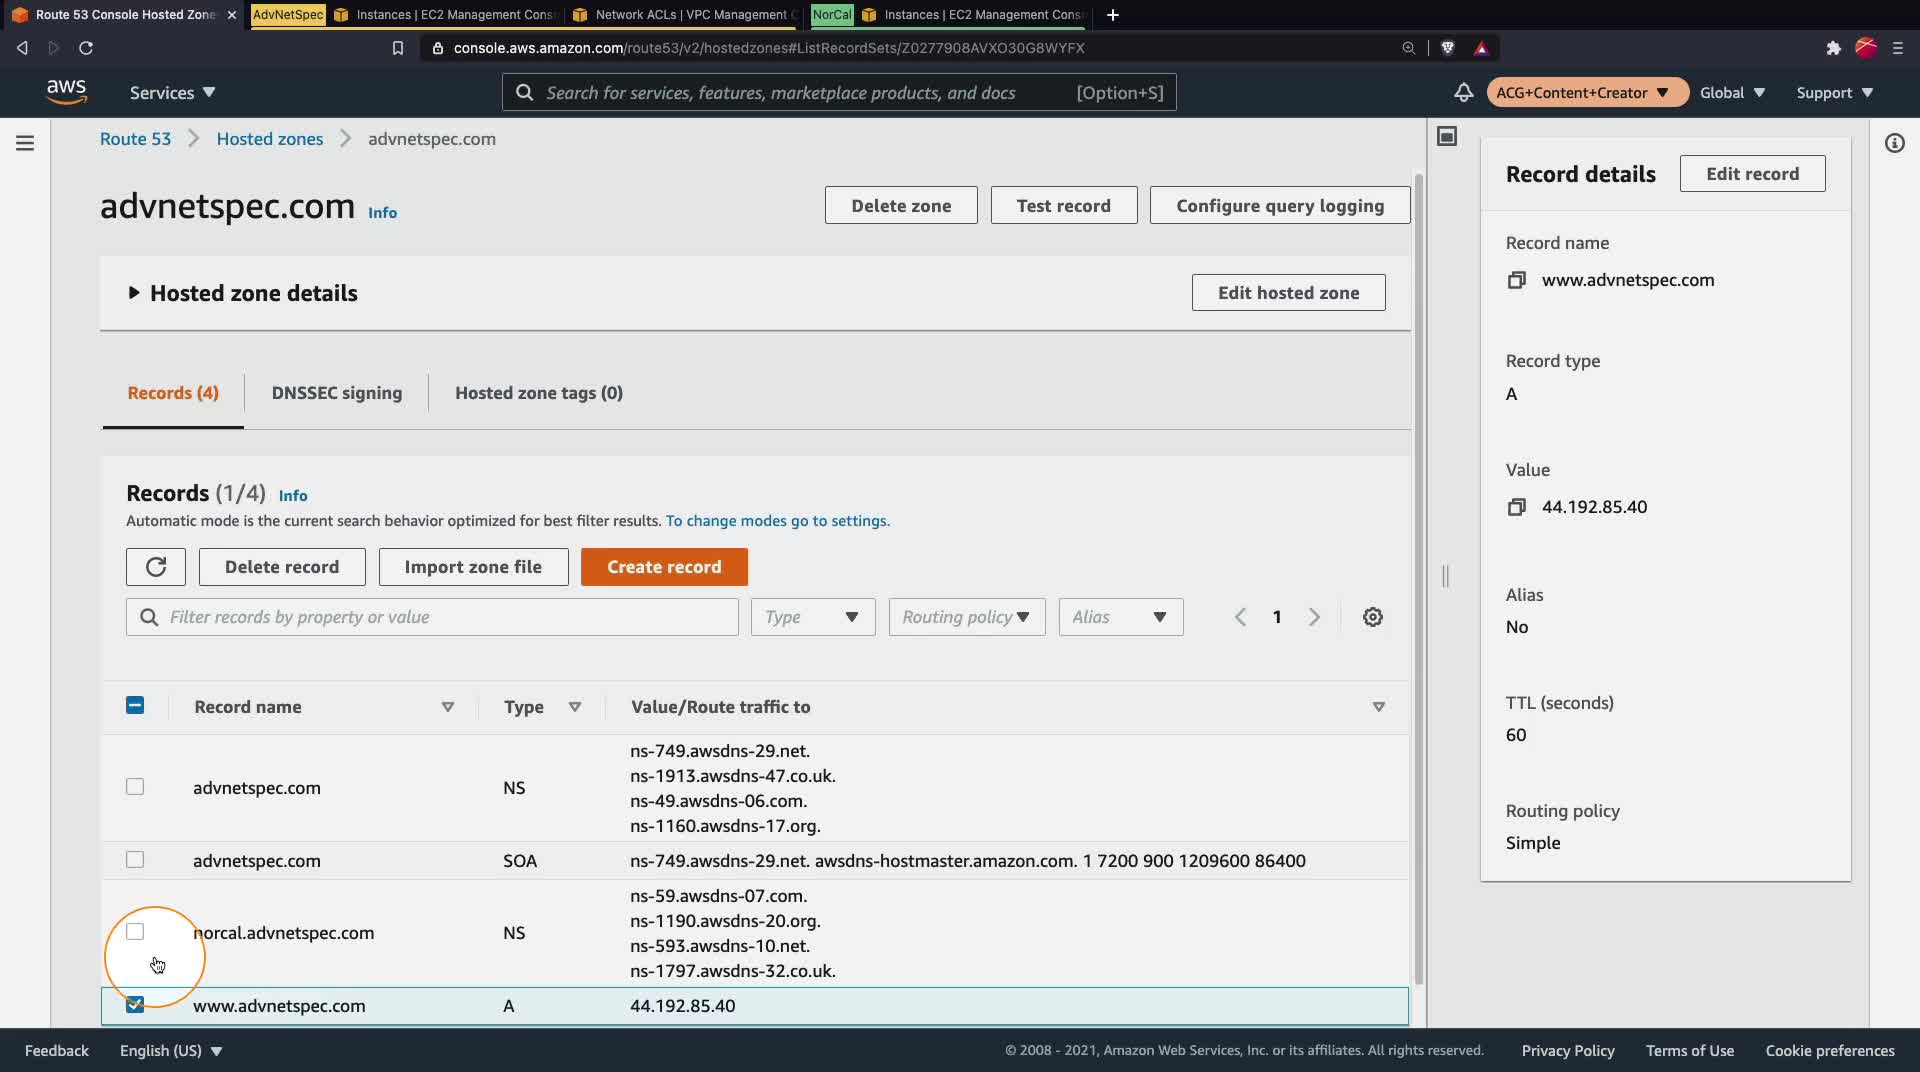 Route 53 Console Hosted Zone
AdvNetSpec
Instances | EC2 Management Cons
Network ACLs | VPC Management
NorCal
Instances | EC2 Management Cons
console.aws.amazon.com/route53/v2/hostedzones#ListRecordSets/Z0277908AVXO30G8WYFX
aws
Services
Search for services, features, marketplace products, and docs
[Option+S]
ACG+Content+Creator
Global
Support
Route 53
Hosted zones
advnetspec.com
advnetspec.com Info
Delete zone
Test record
Configure query logging
Hosted zone details
Edit hosted zone
Records (4)
DNSSEC signing
Hosted zone tags (0)
Records (1/4) Info
Automatic mode is the current search behavior optimized for best filter results. To change modes go to settings.
Delete record
Import zone file
Create record
Filter records by property or value
Type
Routing policy
Alias
1
Record name
Type
Value/Route traffic to
advnetspec.com
NS
ns-749.awsdns-29.net.
ns-1913.awsdns-47.co.uk.
ns-49.awsdns-06.com.
ns-1160.awsdns-17.org.
advnetspec.com
SOA
ns-749.awsdns-29.net. awsdns-hostmaster.amazon.com. 1 7200 900 1209600 86400
norcal.advnetspec.com
NS
ns-59.awsdns-07.com.
ns-1190.awsdns-20.org.
ns-593.awsdns-10.net.
ns-1797.awsdns-32.co.uk.
www.advnetspec.com
A
44.192.85.40
Record details
Edit record
Record name
www.advnetspec.com
Record type
A
Value
44.192.85.40
Alias
No
TTL (seconds)
60
Routing policy
Simple
Feedback
English (US)
© 2008 - 2021, Amazon Web Services, Inc. or its affiliates. All rights reserved.
Privacy Policy
Terms of Use
Cookie preferences